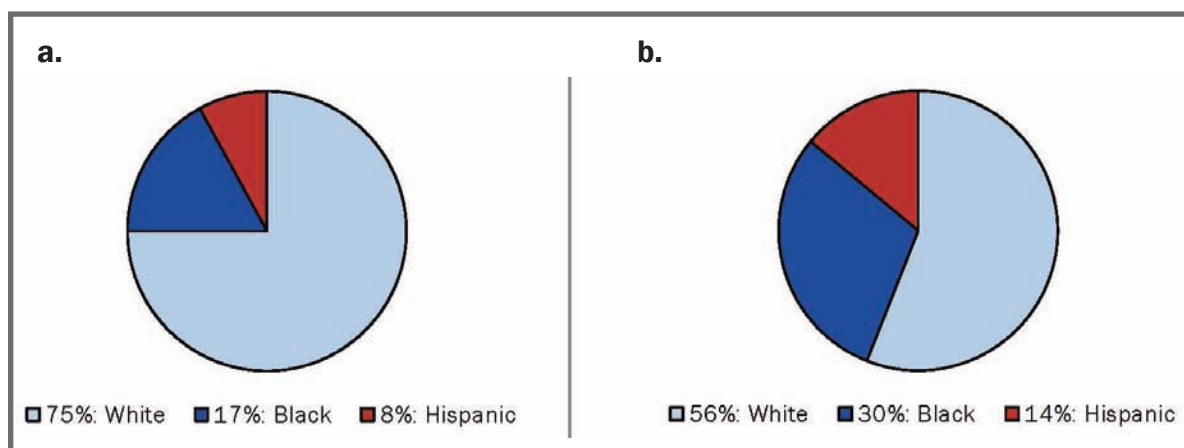 a.
b.
75%: White 17%: Black 8%: Hispanic
56%: White 30%: Black 14%: Hispanic